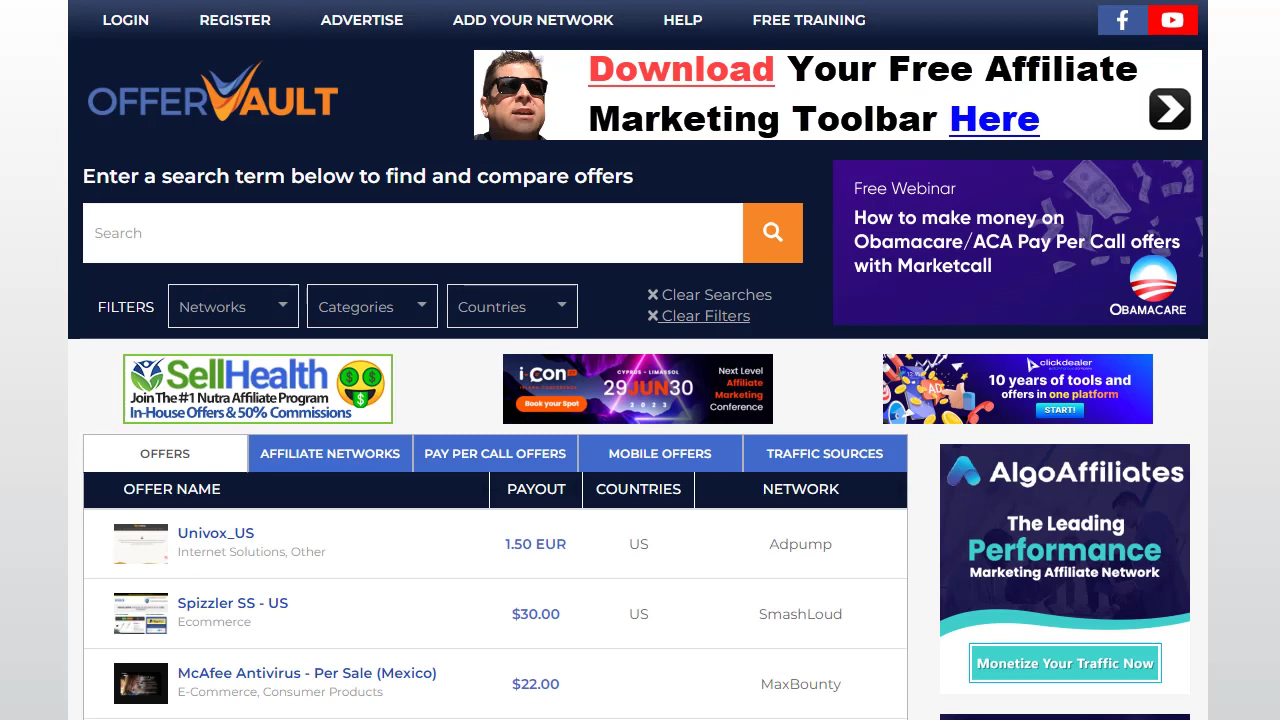 LOGIN REGISTER ADVERTISE ADD YOUR NETWORK HELP FREE TRAINING
OFFERVAULT
Download Your Free Affiliate
Marketing Toolbar Here
Enter a search term below to find and compare offers
Search
FILTERS Networks Categories Countries
Clear Searches
Clear Filters
Free Webinar
How to make money on
Obamacare/ACA Pay Per Call offers
with Marketcall
OBAMACARE
SellHealth
Join The #1 Nutra Affiliate Program
In-House Offers & 50% Commissions
i-Con
Book your Spot
CYPRUS - LIMASSOL
29JUN30
2023
Next Level
Affiliate
Marketing
Conference
clickdealer
10 years of tools and
offers in one platform
START!
OFFERS AFFILIATE NETWORKS PAY PER CALL OFFERS MOBILE OFFERS TRAFFIC SOURCES
OFFER NAME PAYOUT COUNTRIES NETWORK
Univox_US
Internet Solutions, Other
1.50 EUR US Adpump
Spizzler SS - US
Ecommerce
$30.00 US SmashLoud
McAfee Antivirus - Per Sale (Mexico)
E-Commerce, Consumer Products
$22.00 MaxBounty
AlgoAffiliates
The Leading
Performance
Marketing Affiliate Network
Monetize Your Traffic Now